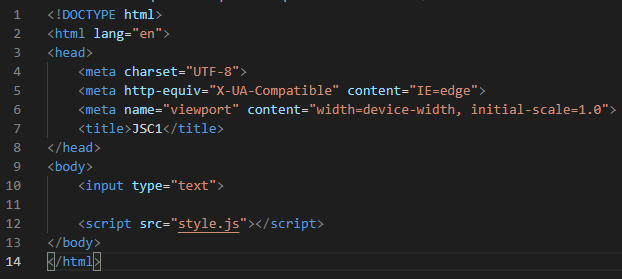 1 <!DOCTYPE html>
2 <html lang="en">
3 <head>
4     <meta charset="UTF-8">
5     <meta http-equiv="X-UA-Compatible" content="IE=edge">
6     <meta name="viewport" content="width=device-width, initial-scale=1.0">
7     <title>JSC1</title>
8 </head>
9 <body>
10     <input type="text">
11
12     <script src="style.js"></script>
13 </body>
14 </html>